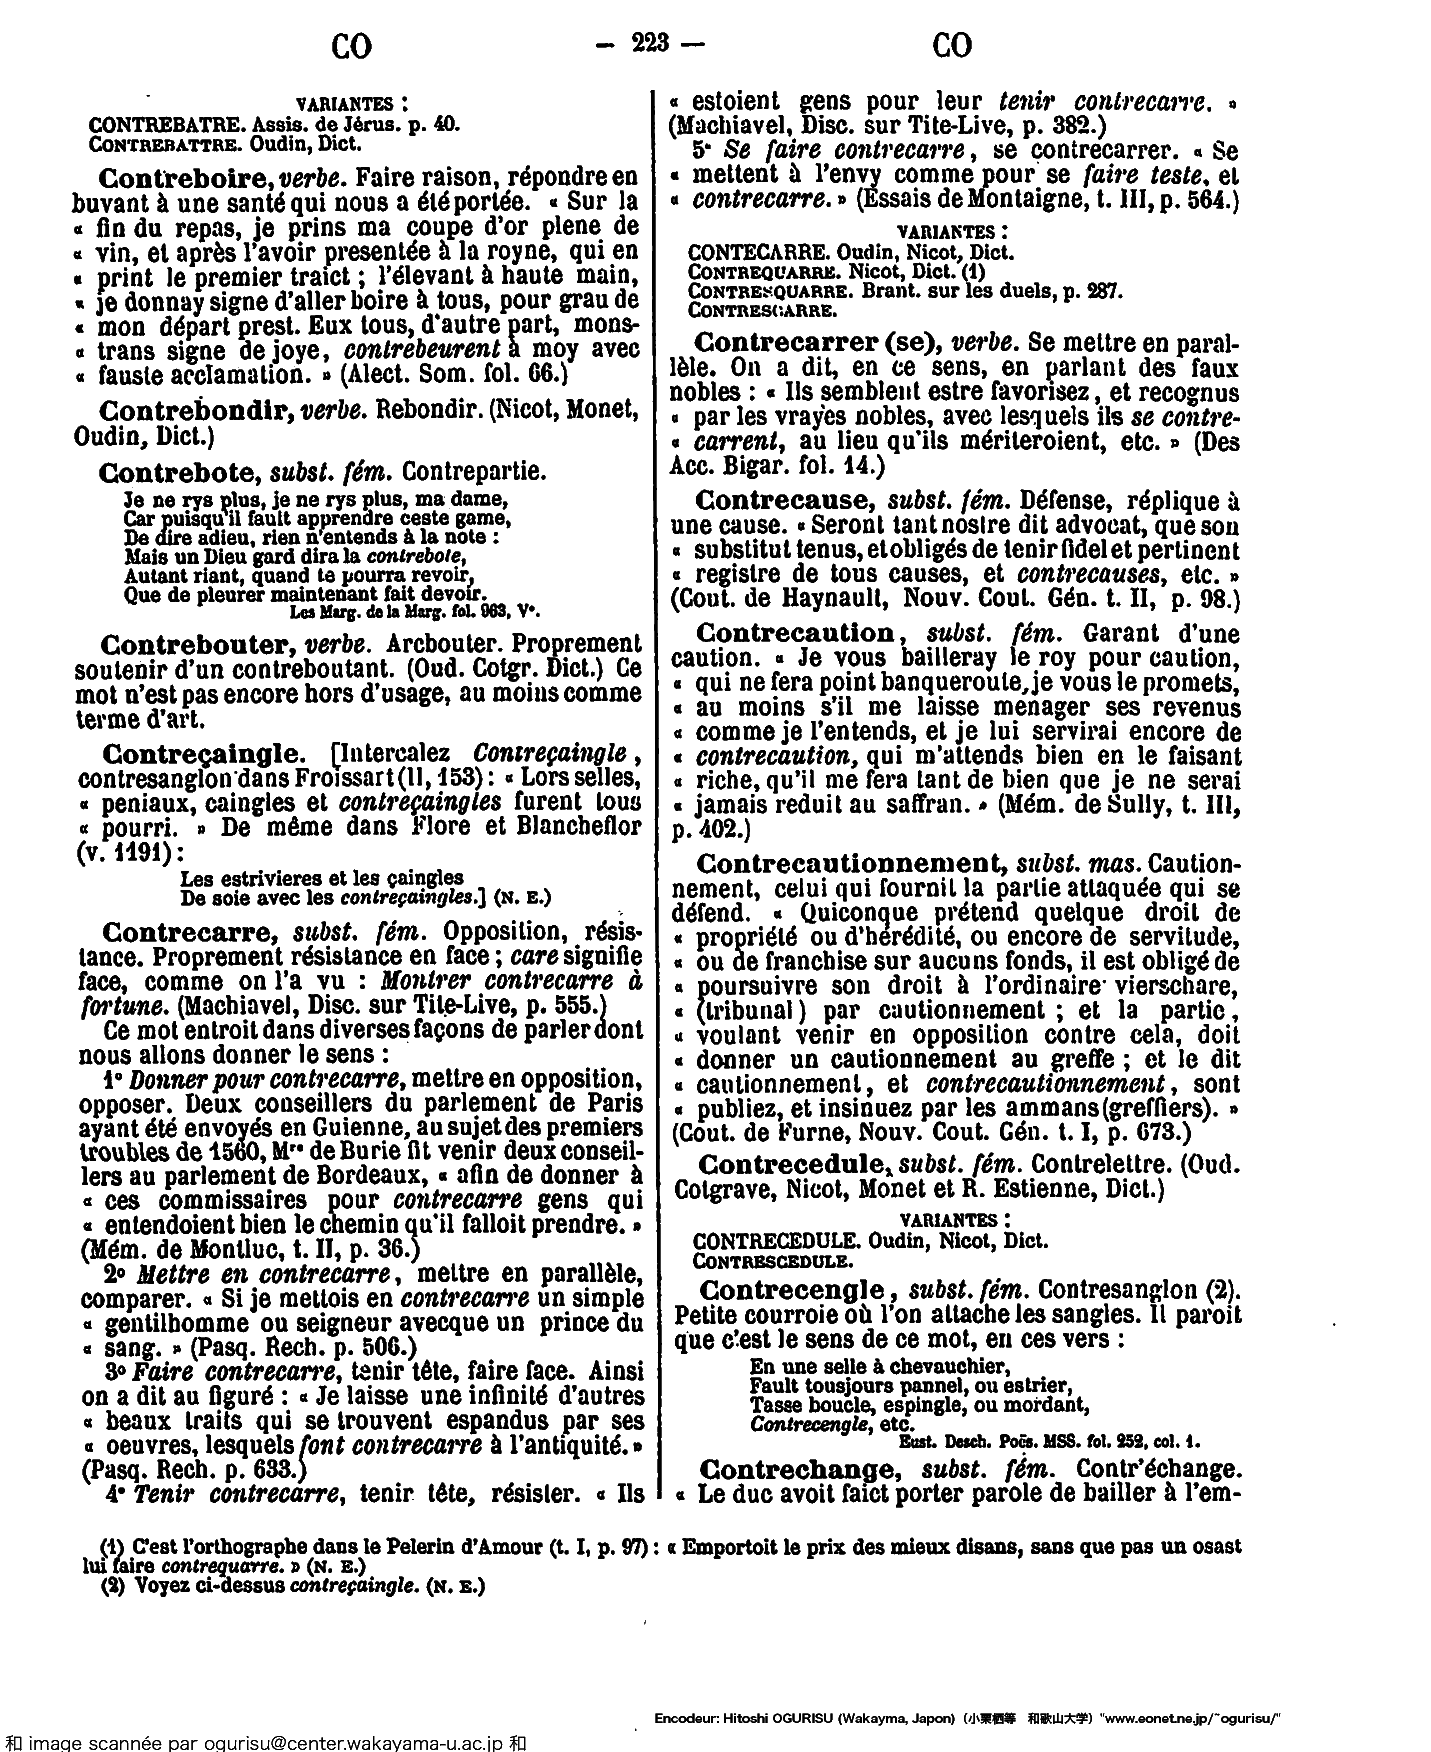 CO — 223 — CO
VARIANTES :
CONTREBATRE. Assis. de Jérus. p. 40.
CONTREBATTRE. Oudin, Dict.
Contreboire, verbe. Faire raison, répondre en
buvant à une santé qui nous a été portée. « Sur la
« fin du repas, je prins ma coupe d'or plene de
« vin, et après l'avoir presentée à la royne, qui en
« print le premier traict ; l'élevant à haute main,
« je donnay signe d'aller boire à tous, pour grau de
« mon départ prest. Eux tous, d'autre part, mons-
« trans signe de joye, contrebeurent à moy avec
« fauste acclamation. » (Alect. Som. fol. 66.)
Contrebondir, verbe. Rebondir. (Nicot, Monet,
Oudin, Dict.)
Contrebote, subst. fém. Contrepartie.
Je ne rys plus, je ne rys plus, ma dame,
Car puisqu'il fault apprendre ceste game,
De dire adieu, rien n'entends à la note :
Mais un Dieu gard dira la contrebote,
Autant riant, quand te pourra revoir,
Que de pleurer maintenant fait devoir.
Les Marg. de la Marg. fol. 963, V°.
Contrebouter, verbe. Arcbouter. Proprement
soutenir d'un contreboutant. (Oud. Cotgr. Dict.) Ce
mot n'est pas encore hors d'usage, au moins comme
terme d'art.
Contreçaingle. [Intercalez Contreçaingle,
contresanglon dans Froissart (II, 153) : « Lors selles,
« peniaux, caingles et contreçaingles furent tous
« pourri. » De même dans Flore et Blancheflor
(v. 1191) :
Les estrivieres et les çaingles
De soie avec les contreçaingles.] (N. E.)
Contrecarre, subst. fém. Opposition, résis-
tance. Proprement résistance en face ; care signifie
face, comme on l'a vu : Montrer contrecarre à
fortune. (Machiavel, Disc. sur Tite-Live, p. 555.)
Ce mot entroit dans diverses façons de parler dont
nous allons donner le sens :
1° Donner pour contrecarre, mettre en opposition,
opposer. Deux conseillers du parlement de Paris
ayant été envoyés en Guienne, au sujet des premiers
troubles de 1560, Mrs de Burie fit venir deux conseil-
lers au parlement de Bordeaux, « afin de donner à
« ces commissaires pour contrecarre gens qui
« entendoient bien le chemin qu'il falloit prendre. »
(Mém. de Montluc, t. II, p. 36.)
2° Mettre en contrecarre, mettre en parallèle,
comparer. « Si je mettois en contrecarre un simple
« gentilhomme ou seigneur avecque un prince du
« sang. » (Pasq. Rech. p. 506.)
3° Faire contrecarre, tenir tête, faire face. Ainsi
on a dit au figuré : « Je laisse une infinité d'autres
« beaux traits qui se trouvent espandus par ses
« oeuvres, lesquels font contrecarre à l'antiquité. »
(Pasq. Rech. p. 633.)
4° Tenir contrecarre, tenir tête, résister. « Ils
« estoient gens pour leur tenir contrecarre. »
(Machiavel, Disc. sur Tite-Live, p. 382.)
5° Se faire contrecarre, se contrecarrer. « Se
« mettent à l'envy comme pour se faire teste, et
« contrecarre. » (Essais de Montaigne, t. III, p. 564.)
VARIANTES :
CONTECARRE. Oudin, Nicot, Dict.
CONTREQUARRE. Nicot, Dict. (1)
CONTRESQUARRE. Brant. sur les duels, p. 287.
CONTRESCARRE.
Contrecarrer (se), verbe. Se mettre en paral-
lèle. On a dit, en ce sens, en parlant des faux
nobles : « Ils semblent estre favorisez, et recognus
« par les vrayes nobles, avec lesquels ils se contre-
« carrent, au lieu qu'ils mériteroient, etc. » (Des
Acc. Bigar. fol. 14.)
Contrecause, subst. fém. Défense, réplique à
une cause. « Seront tant nostre dit advocat, que son
« substitut tenus, et obligés de tenir fidel et pertinent
« registre de tous causes, et contrecauses, etc. »
(Cout. de Haynault, Nouv. Cout. Gén. t. II, p. 98.)
Contrecaution, subst. fém. Garant d'une
caution. « Je vous bailleray le roy pour caution,
« qui ne fera point banqueroute, je vous le promets,
« au moins s'il me laisse menager ses revenus
« comme je l'entends, et je lui servirai encore de
« contrecaution, qui m'attends bien en le faisant
« riche, qu'il me fera tant de bien que je ne serai
« jamais reduit au saffran. » (Mém. de Sully, t. III,
p. 402.)
Contrecautionnement, subst. mas. Caution-
nement, celui qui fournit la partie attaquée qui se
défend. « Quiconque prétend quelque droit de
« propriété ou d'hérédité, ou encore de servitude,
« ou de franchise sur aucuns fonds, il est obligé de
« poursuivre son droit à l'ordinaire vierschare,
« (tribunal) par cautionnement ; et la partie,
« voulant venir en opposition contre cela, doit
« donner un cautionnement au greffe ; et le dit
« cautionnement, et contrecautionnement, sont
« publiez, et insinuez par les ammans (greffiers). »
(Cout. de Furne, Nouv. Cout. Gén. t. I, p. 673.)
Contrecedule, subst. fém. Contrelettre. (Oud.
Cotgrave, Nicot, Monet et R. Estienne, Dict.)
VARIANTES :
CONTRECEDULE. Oudin, Nicot, Dict.
CONTRESCEDULE.
Contrecengle, subst. fém. Contresanglon (2).
Petite courroie où l'on attache les sangles. Il paroit
que c'est le sens de ce mot, en ces vers :
En une selle à chevauchier,
Fault tousjours pannel, ou estrier,
Tasse boucle, espingle, ou mordant,
Contrecengle, etc.
Eust. Desch. Poës. MSS. fol. 252, col. 1.
Contrechange, subst. fém. Contr'échange.
« Le duc avoit faict porter parole de bailler à l'em-
(1) C'est l'orthographe dans le Pelerin d'Amour (t. I, p. 97) : « Emportoit le prix des mieux disans, sans que pas un osast
lui faire contrequarre. » (N. E.)
(2) Voyez ci-dessus contreçaingle. (N. E.)
Encodeur: Hitoshi OGURISU (Wakayma, Japon) (小栗栖等 和歌山大学) "www.eonet.ne.jp/~ogurisu/"
和 image scannée par ogurisu@center.wakayama-u.ac.jp 和